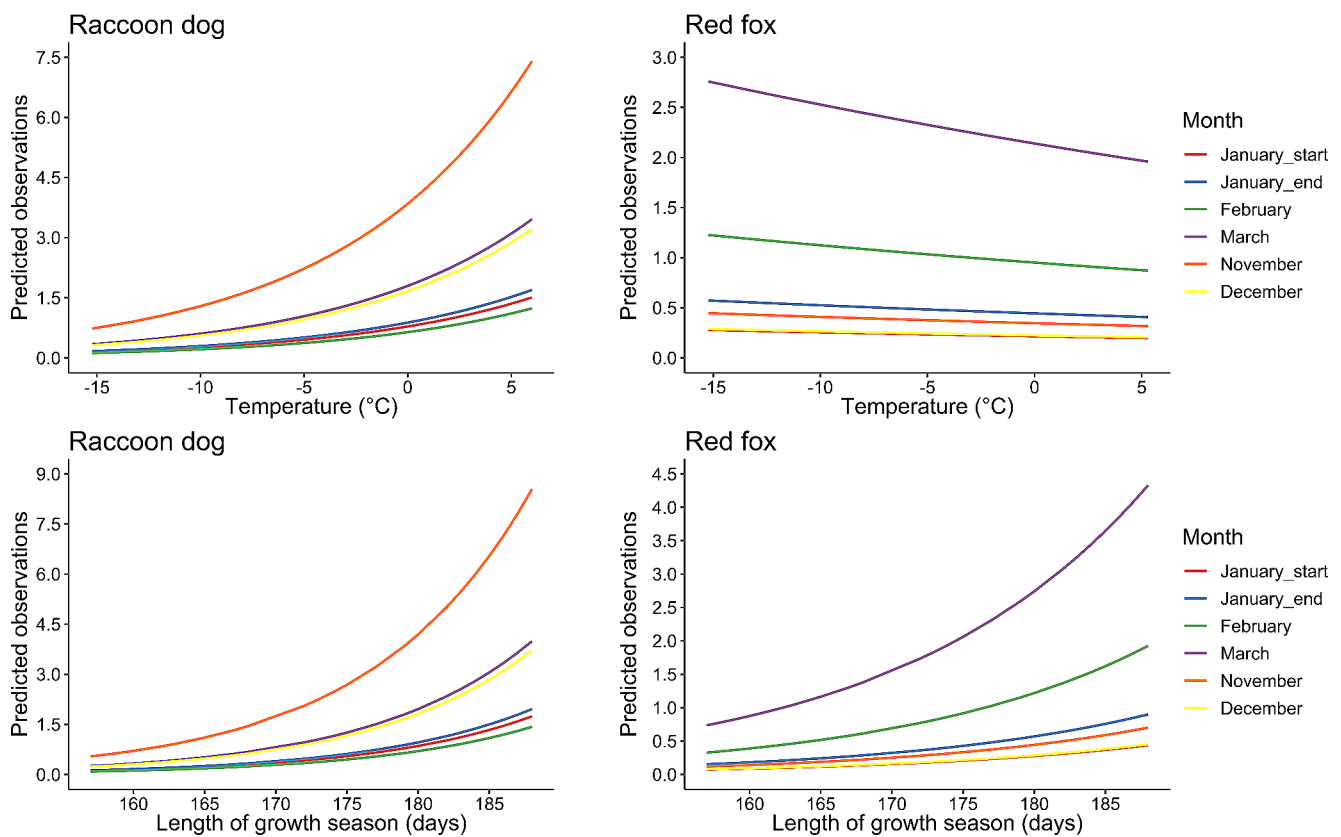 Raccoon dog
Predicted observations
7.5
6.0
4.5
3.0
1.5
0.0
-15
-10
-5
0
5
Temperature (°C)
Red fox
Predicted observations
3.0
2.5
2.0
1.5
1.0
0.5
0.0
-15
-10
-5
0
5
Temperature (°C)
Month
January_start
January_end
February
March
November
December
Raccoon dog
Predicted observations
9.0
7.5
6.0
4.5
3.0
1.5
0.0
160
165
170
175
180
185
Length of growth season (days)
Red fox
Predicted observations
4.5
4.0
3.5
3.0
2.5
2.0
1.5
1.0
0.5
0.0
160
165
170
175
180
185
Length of growth season (days)
Month
January_start
January_end
February
March
November
December